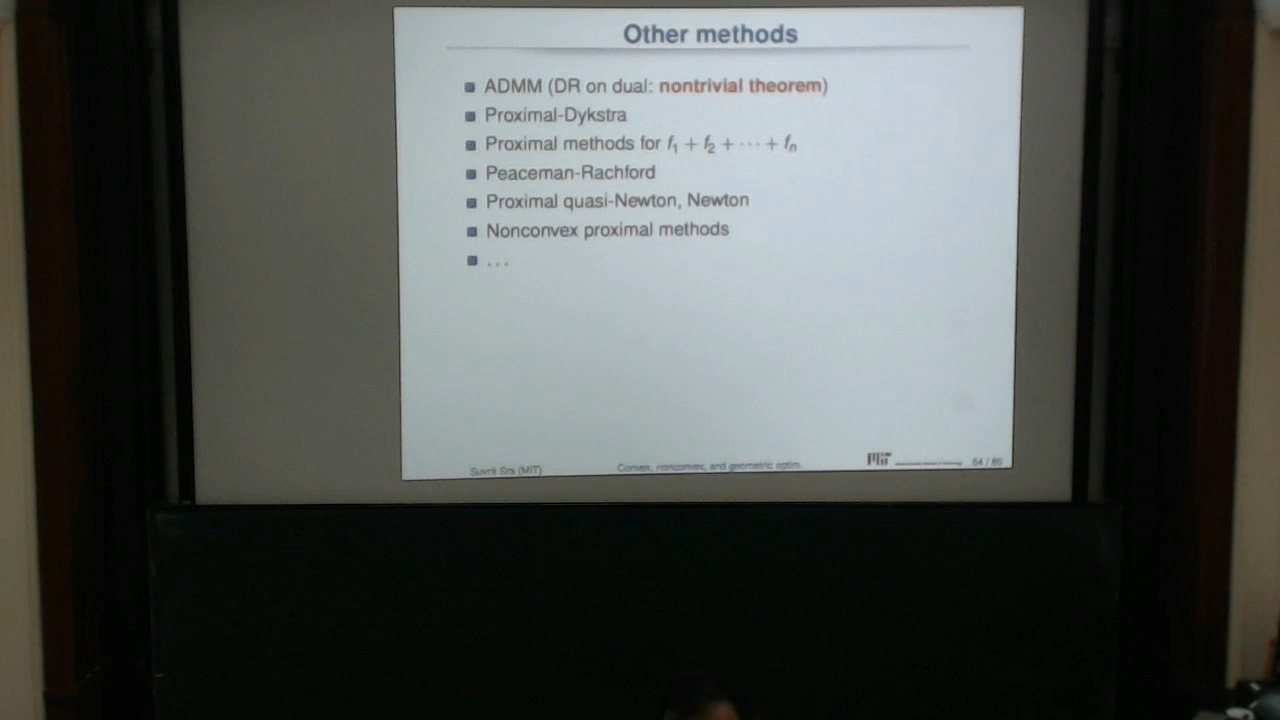 Other methods
ADMM (DR on dual: nontrivial theorem)
Proximal-Dykstra
Proximal methods for f₁ + f₂ + ··· + fₙ
Peaceman-Rachford
Proximal quasi-Newton, Newton
Nonconvex proximal methods
...
Suvrit Sra (MIT)
Convex, nonconvex, and geometric optim.
54 / 80